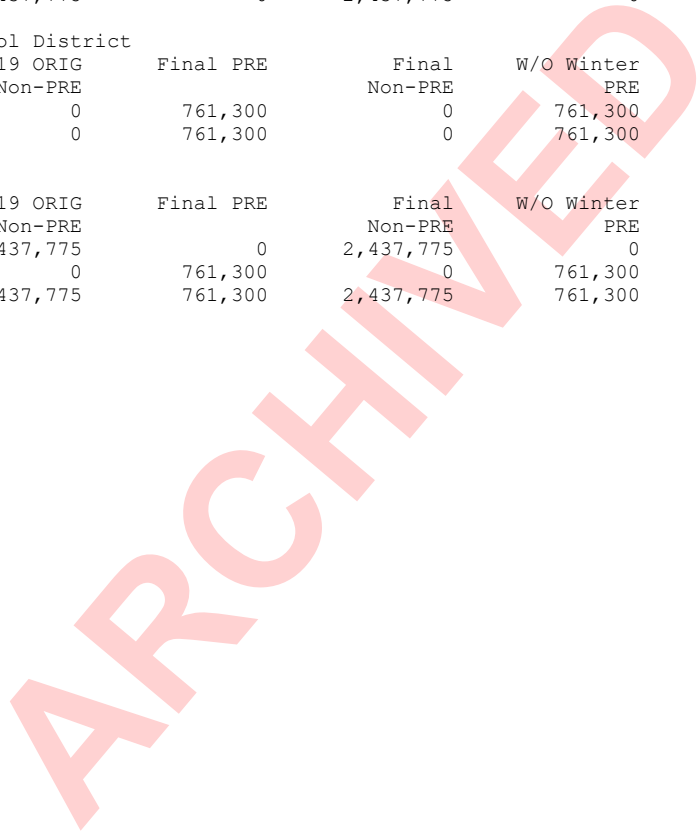 ol District
19 ORIG Final PRE Final W/O Winter
Non-PRE Non-PRE PRE
0 761,300 0 761,300
0 761,300 0 761,300
19 ORIG Final PRE Final W/O Winter
Non-PRE Non-PRE PRE
437,775 0 2,437,775 0
0 761,300 0 761,300
437,775 761,300 2,437,775 761,300
ARCHIVED